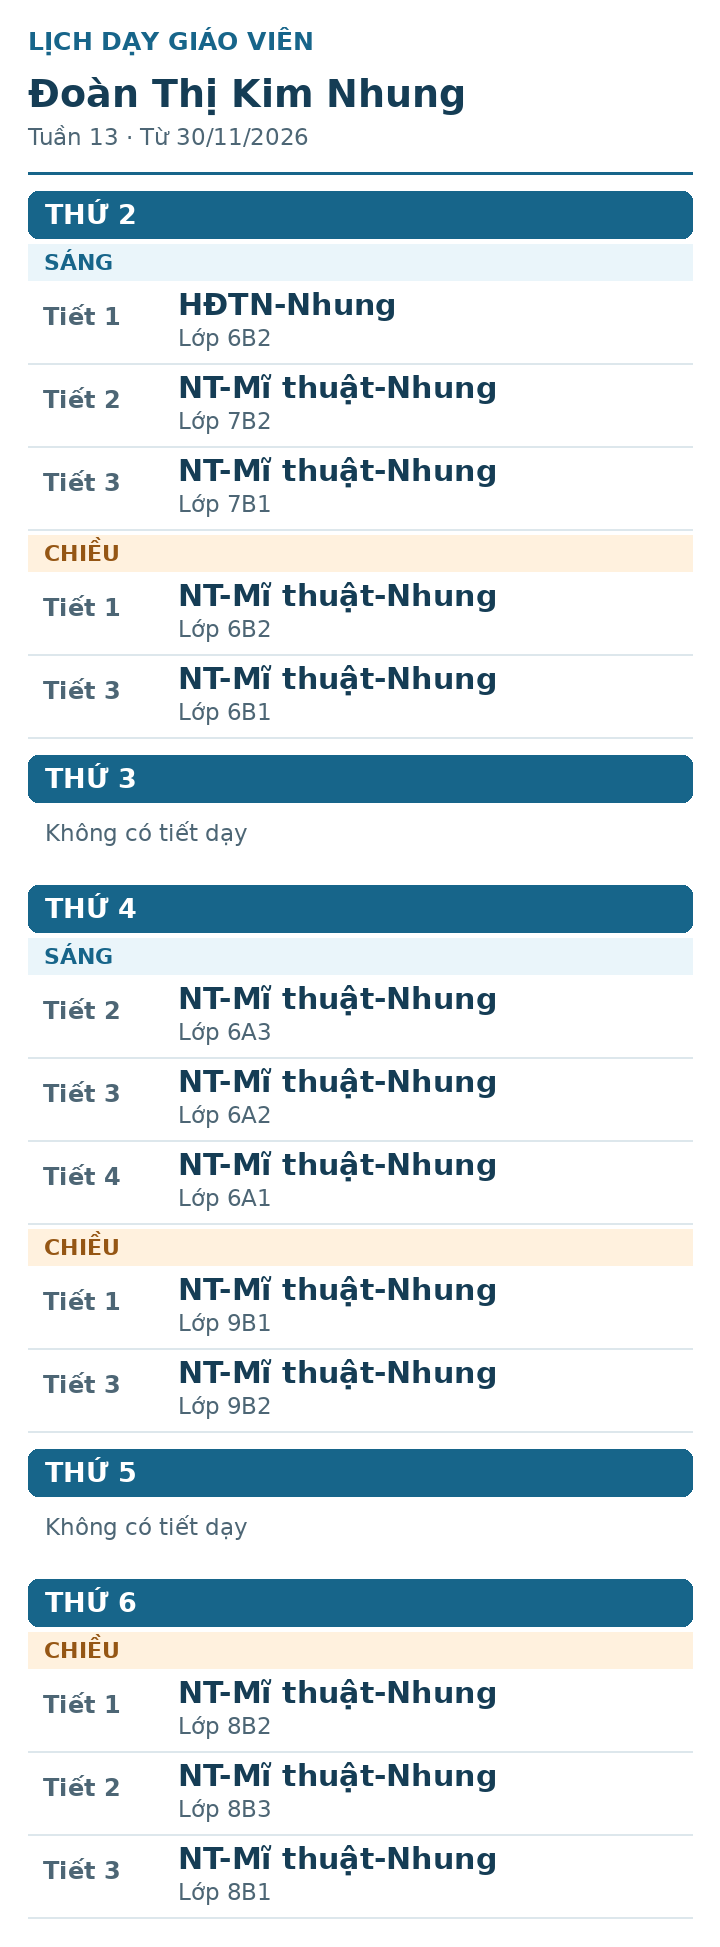 LỊCH DẠY GIÁO VIÊN
Đoàn Thị Kim Nhung
Tuần 13 · Từ 30/11/2026
THỨ 2
SÁNG
Tiết 1 HĐTN-Nhung
Lớp 6B2
Tiết 2 NT-Mĩ thuật-Nhung
Lớp 7B2
Tiết 3 NT-Mĩ thuật-Nhung
Lớp 7B1
CHIỀU
Tiết 1 NT-Mĩ thuật-Nhung
Lớp 6B2
Tiết 3 NT-Mĩ thuật-Nhung
Lớp 6B1
THỨ 3
Không có tiết dạy
THỨ 4
SÁNG
Tiết 2 NT-Mĩ thuật-Nhung
Lớp 6A3
Tiết 3 NT-Mĩ thuật-Nhung
Lớp 6A2
Tiết 4 NT-Mĩ thuật-Nhung
Lớp 6A1
CHIỀU
Tiết 1 NT-Mĩ thuật-Nhung
Lớp 9B1
Tiết 3 NT-Mĩ thuật-Nhung
Lớp 9B2
THỨ 5
Không có tiết dạy
THỨ 6
CHIỀU
Tiết 1 NT-Mĩ thuật-Nhung
Lớp 8B2
Tiết 2 NT-Mĩ thuật-Nhung
Lớp 8B3
Tiết 3 NT-Mĩ thuật-Nhung
Lớp 8B1